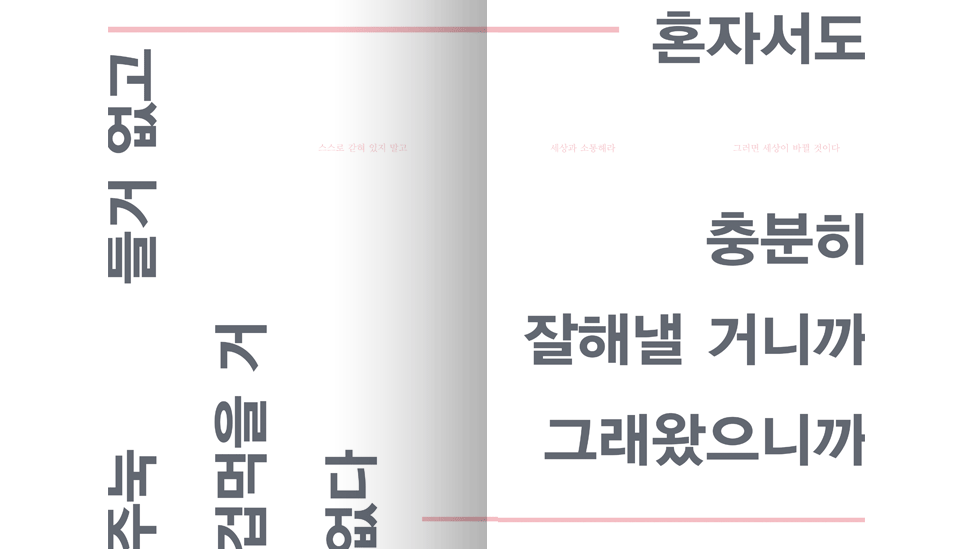 주눅 들거 없고
겁먹을 거
없다
스스로 갇혀 있지 말고
세상과 소통해라
그러면 세상이 바뀔 것이다
혼자서도
충분히
잘해낼 거니까
그래왔으니까